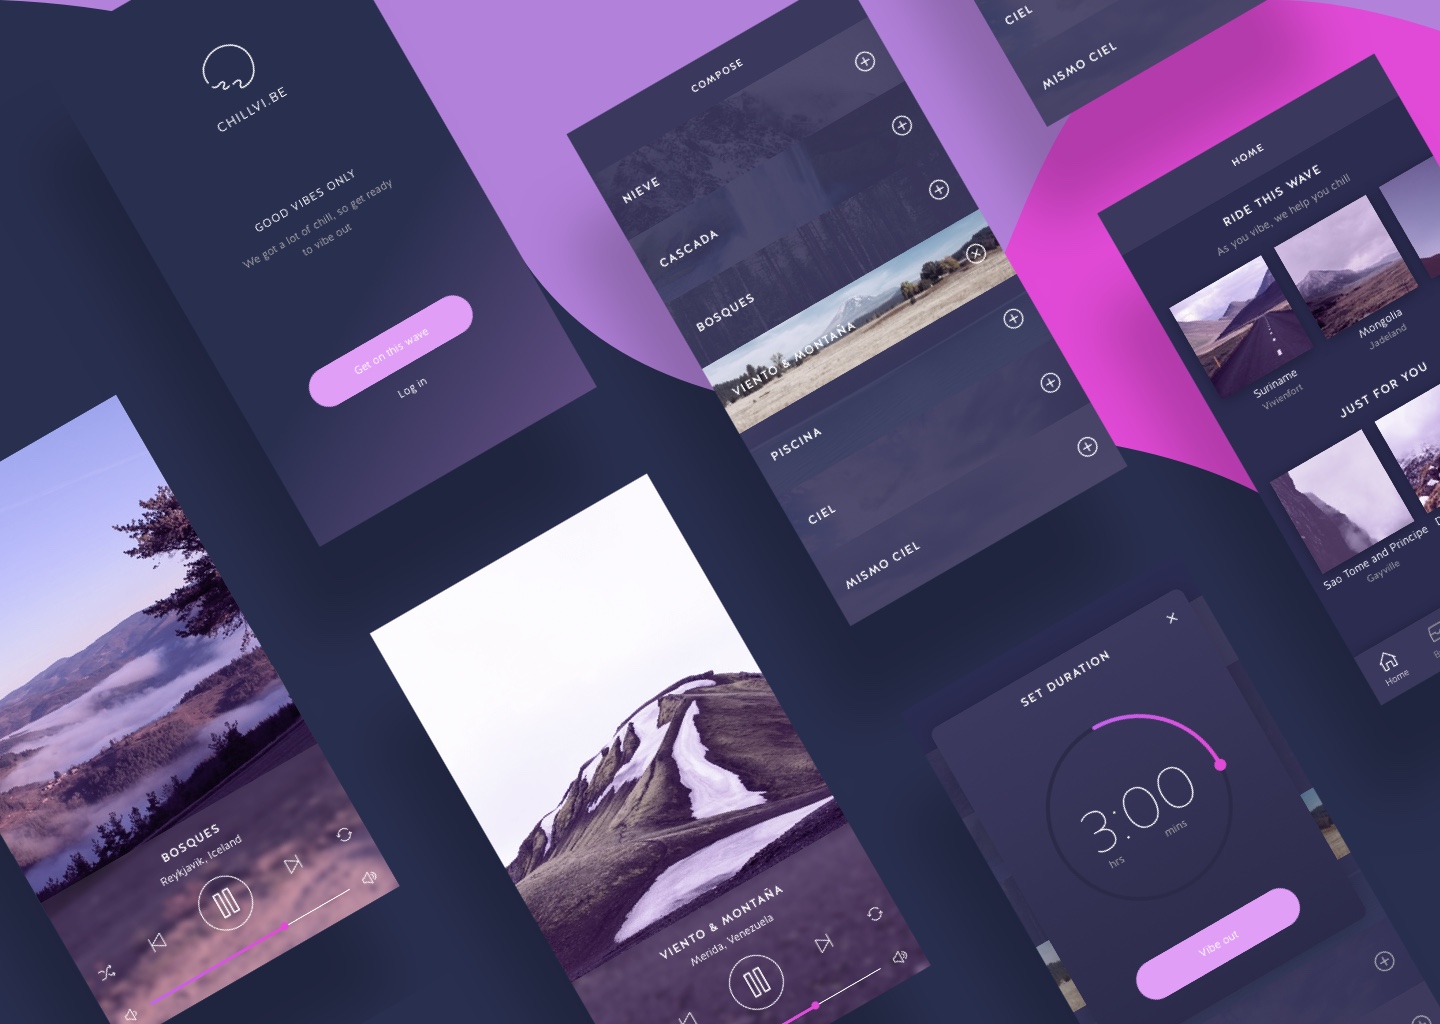 CHILLVI.BE
GOOD VIBES ONLY
We got a lot of chill, so get ready
to vibe out
Get on this wave
Log in
COMPOSE
NIEVE
CASCADA
BOSQUES
VIENTO & MONTAÑA
PISCINA
CIEL
MISMO CIEL
CIEL
MISMO CIEL
HOME
RIDE THIS WAVE
As you vibe, we help you chill
Suriname
Vivienfort
Mongolia
Jadeland
JUST FOR YOU
Sao Tome and Principe
Gayville
Home
BOSQUES
Reykjavik, Iceland
VIENTO & MONTAÑA
Merida, Venezuela
SET DURATION
3:00
hrs
mins
Vibe out